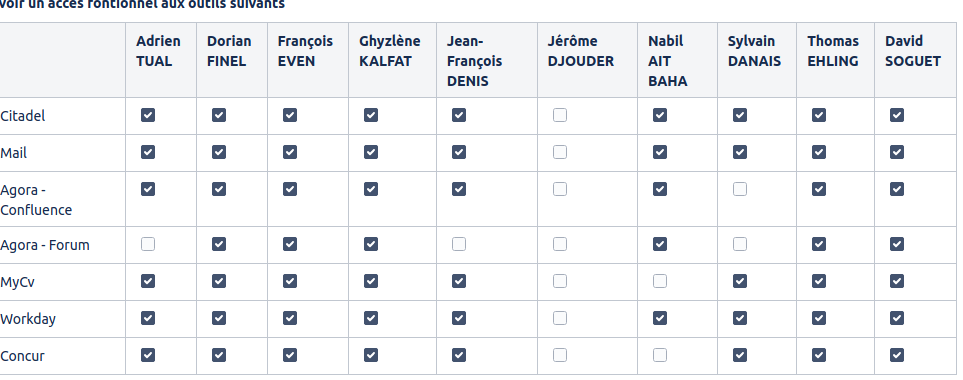 voir un accès fontionnel aux outils suivants
Adrien TUAL
Dorian FINEL
François EVEN
Ghyzlène KALFAT
Jean-François DENIS
Jérôme DJOUDER
Nabil AIT BAHA
Sylvain DANAIS
Thomas EHLING
David SOGUET
Citadel
Mail
Agora -
Confluence
Agora - Forum
MyCv
Workday
Concur